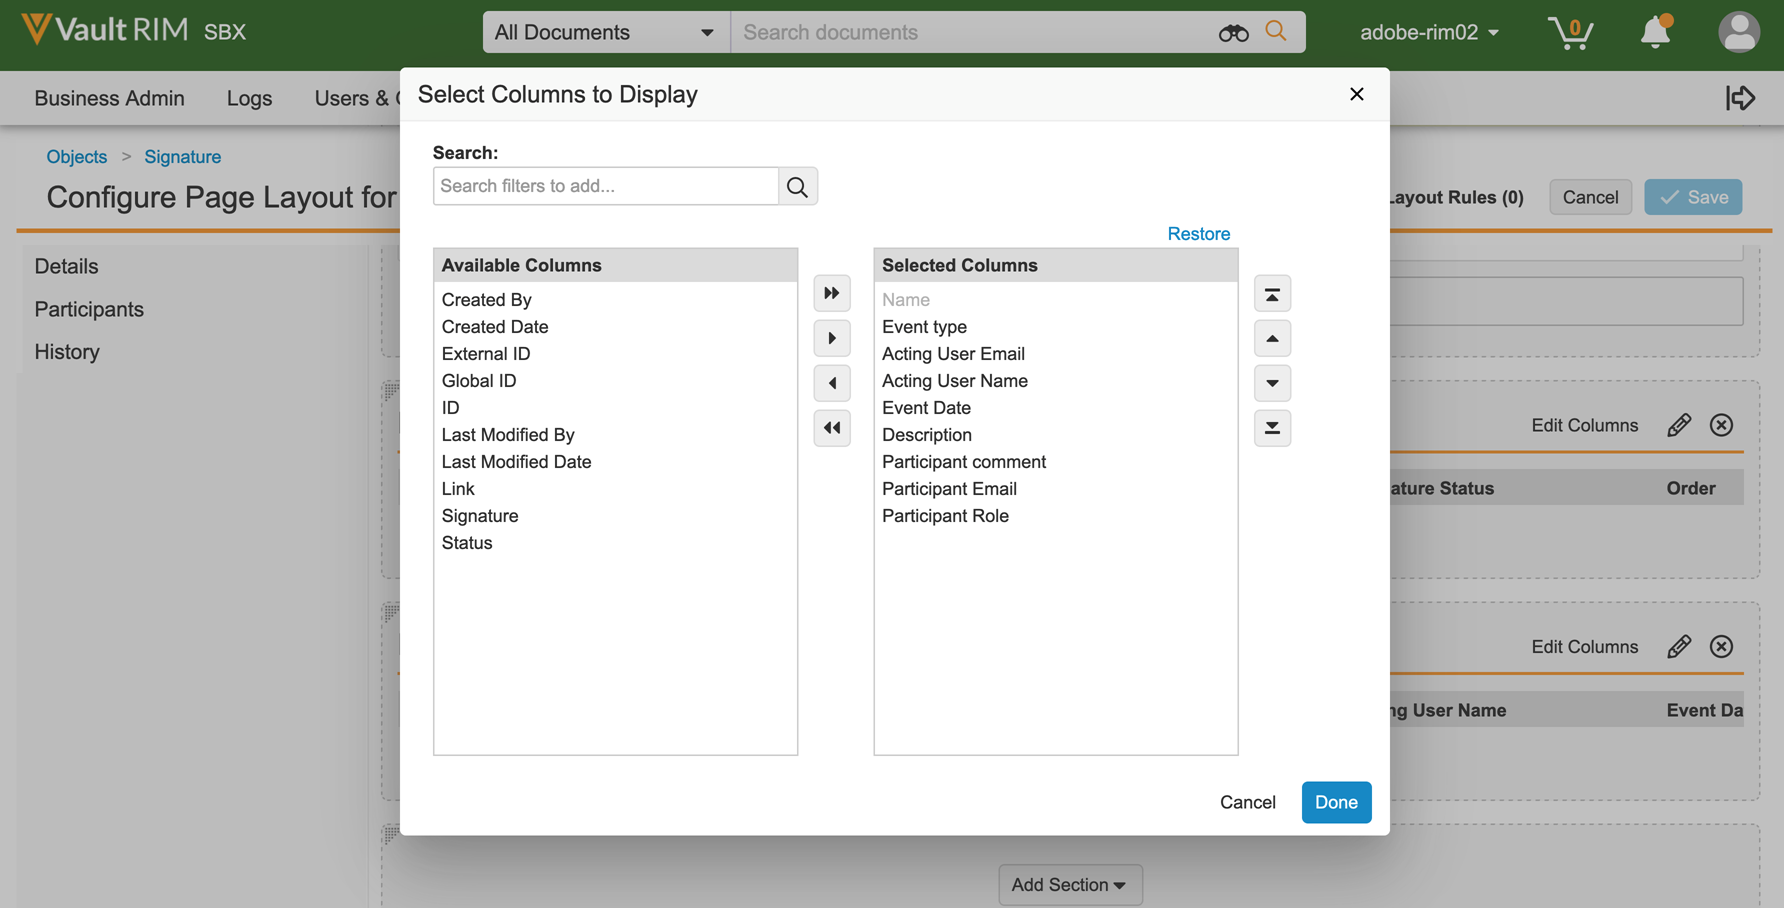 Vault RIM SBX
All Documents
Search documents
adobe-rim02
0
Business Admin
Logs
Users &
Select Columns to Display
Objects > Signature
Configure Page Layout for
Layout Rules (0)
Cancel
Save
Search:
Search filters to add...
Restore
Details
Participants
History
Available Columns
Created By
Created Date
External ID
Global ID
ID
Last Modified By
Last Modified Date
Link
Signature
Status
Selected Columns
Name
Event type
Acting User Email
Acting User Name
Event Date
Description
Participant comment
Participant Email
Participant Role
Edit Columns
ature Status
Order
Edit Columns
ng User Name
Event Da
Cancel
Done
Add Section